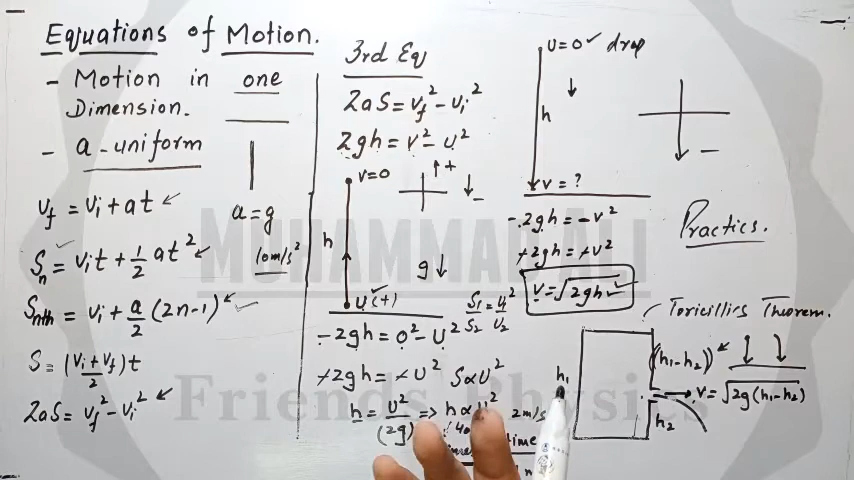 Equations of Motion.
- Motion in one
Dimension.
- a - uniform
Vf = Vi + at
Sn = Vit + 1/2 at²
Snth = Vi + a/2 (2n-1)
S = (Vi + Vf / 2) t
2aS = Vf² - Vi²
a = g
10m/s²
3rd Eq
2aS = Vf² - Vi²
2gh = V² - U²
V=0
↑+
↓-
h
g↓
U(+)
-2gh = 0² - U²
-2gh = -U²
h = U²/(2g) => h ∝ U²
S1/S2 = U1²/U2
S ∝ U²
2m/s
U=0 drop
h
V=?
-
-2gh = -V²
-2gh = -V²
V = √2gh
Practics.
Toricillics Theorem.
h1
(h1-h2)
V = √2g(h1-h2)
h2
MUHAMMAD ALI
Friends Physics